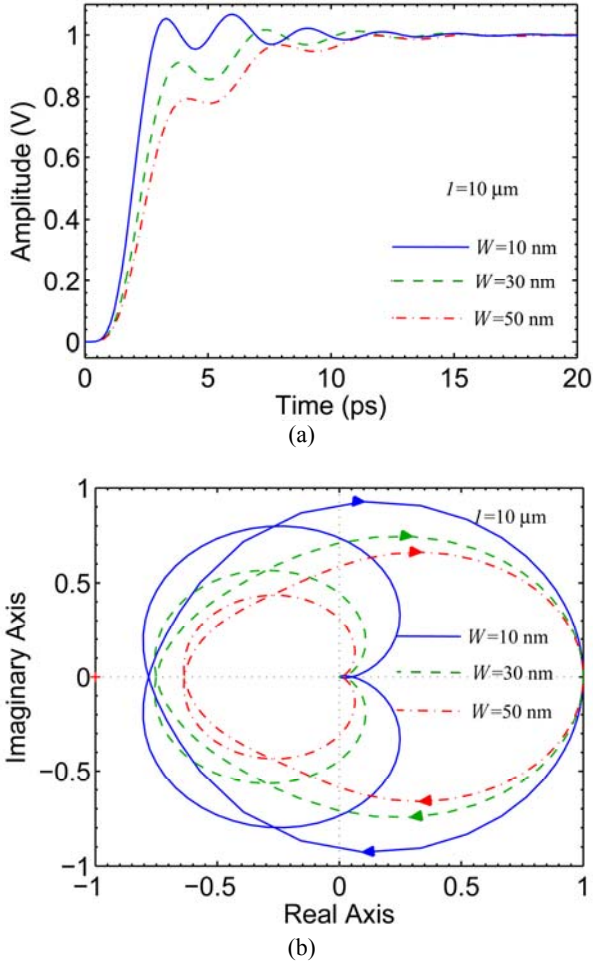 1
0.8
0.6
0.4
0.2
0
Amplitude (V)
l=10 μm
W=10 nm
W=30 nm
W=50 nm
0 5 10 15 20
Time (ps)
(a)
1
0.5
0
−0.5
−1
Imaginary Axis
l=10 μm
W=10 nm
W=30 nm
W=50 nm
−1 −0.5 0 0.5 1
Real Axis
(b)